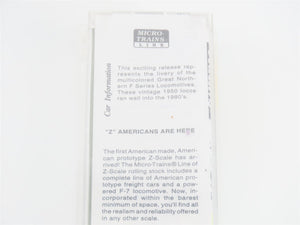 MICRO-
TRAINS
LINE
Car Information
This exciting release rep-
resents the livery of the
multicolored Great North-
ern F Series Locomotives.
These vintage 1950 locos
ran well into the 1960's.
"Z" AMERICANS ARE HERE
The first American made, Amer-
ican prototype Z-Scale has ar-
rived! The Micro-Trains® Line of
Z-Scale rolling stock includes a
complete line of American pro-
totype freight cars and a pow-
ered F-7 locomotive. Now, in-
corporated within the barest
minimum of space, you'll find all
the realism and reliability offered
in any other scale.